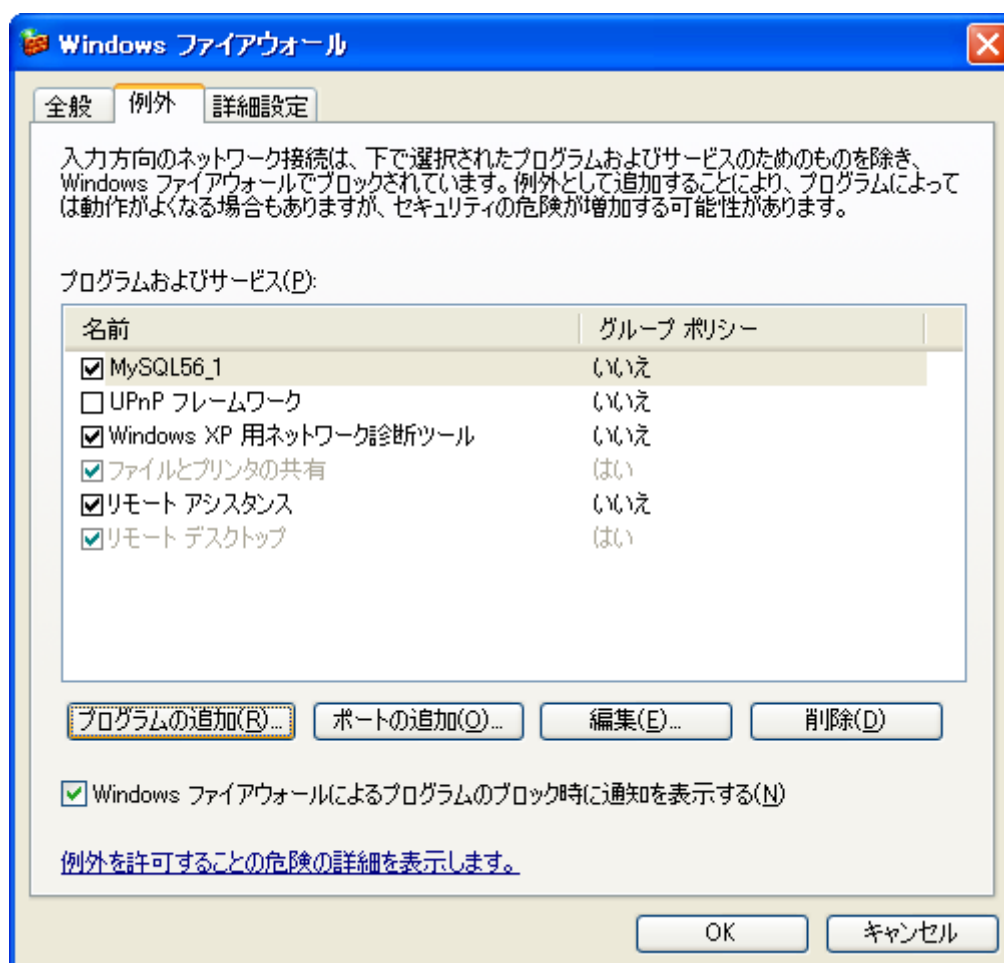 Windows ファイアウォール
全般 例外 詳細設定
入力方向のネットワーク接続は、下で選択されたプログラムおよびサービスのためのものを除き、
Windows ファイアウォールでブロックされています。例外として追加することにより、プログラムによって
は動作がよくなる場合もありますが、セキュリティの危険が増加する可能性があります。
プログラムおよびサービス(P):
名前 グループ ポリシー
MySQL56_1 いいえ
UPnP フレームワーク いいえ
Windows XP 用ネットワーク診断ツール いいえ
ファイルとプリンタの共有 はい
リモート アシスタンス いいえ
リモート デスクトップ はい
プログラムの追加(R)... ポートの追加(O)... 編集(E)... 削除(D)
Windows ファイアウォールによるプログラムのブロック時に通知を表示する(N)
例外を許可することの危険の詳細を表示します。
OK キャンセル